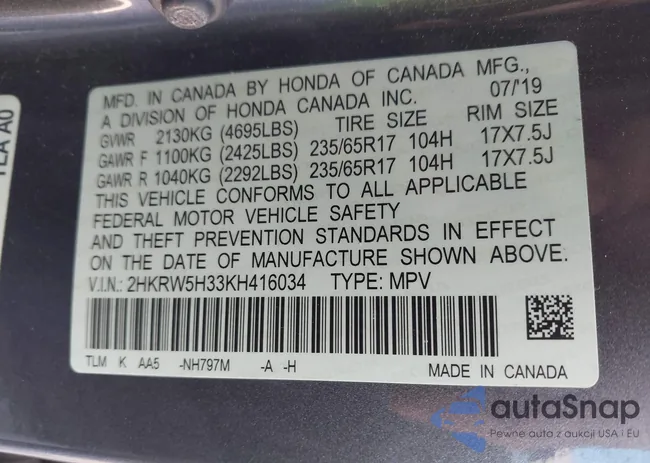 MFD. IN CANADA BY HONDA OF CANADA MFG.,
A DIVISION OF HONDA CANADA INC. 07/'19
GVWR 2130KG (4695LBS) TIRE SIZE RIM SIZE
GAWR F 1100KG (2425LBS) 235/65R17 104H 17X7.5J
GAWR R 1040KG (2292LBS) 235/65R17 104H 17X7.5J
THIS VEHICLE CONFORMS TO ALL APPLICABLE
FEDERAL MOTOR VEHICLE SAFETY
AND THEFT PREVENTION STANDARDS IN EFFECT
ON THE DATE OF MANUFACTURE SHOWN ABOVE.
V.I.N.: 2HKRW5H33KH416034 TYPE: MPV
TLM K AA5 -NH797M -A -H
MADE IN CANADA
autaSnap
Pewne auta z aukcji USA i EU